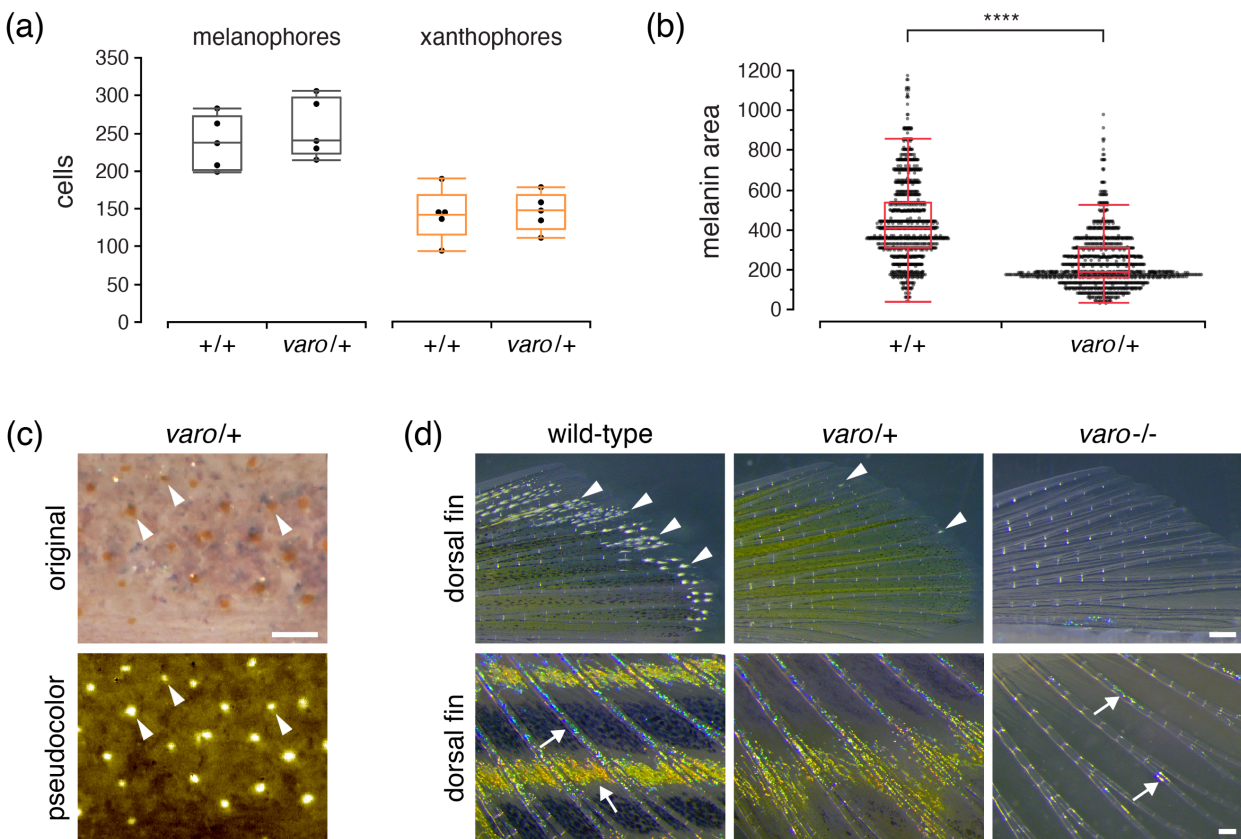 (a)
melanophores
xanthophores
350
300
250
200
150
100
50
0
cells
+/+
varo/+
+/+
varo/+
(b)
****
1200
1000
800
600
400
200
0
melanin area
+/+
varo/+
(c)
varo/+
original
pseudocolor
(d)
wild-type
varo/+
varo-/-
dorsal fin
dorsal fin